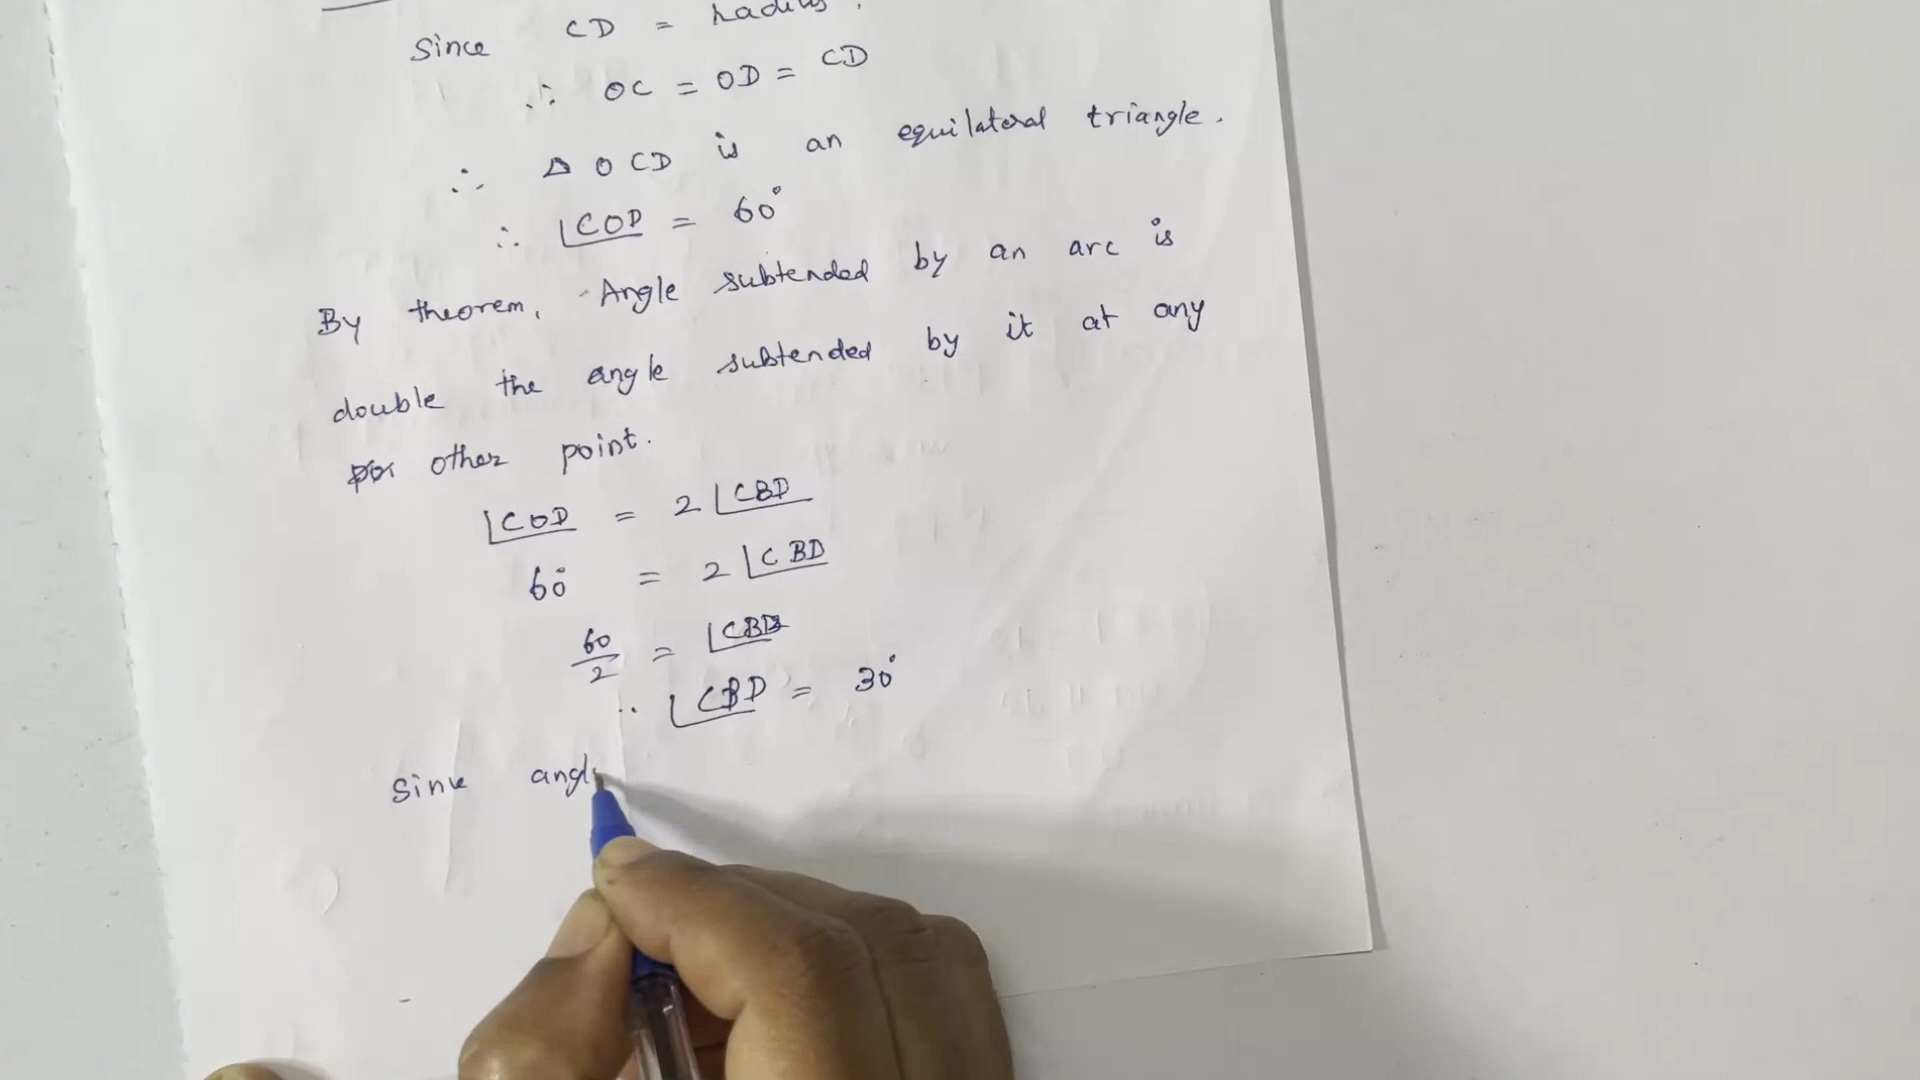 Since CD = radius.
∴ OC = OD = CD
∴ △ OCD is an equilateral triangle.
∴ ∠COD = 60°
By theorem, Angle subtended by an arc is
double the angle subtended by it at any
other point.
∠COD = 2 ∠CBD
60° = 2 ∠CBD
60/2 = ∠CBD
∴ ∠CBD = 30°
Since angle